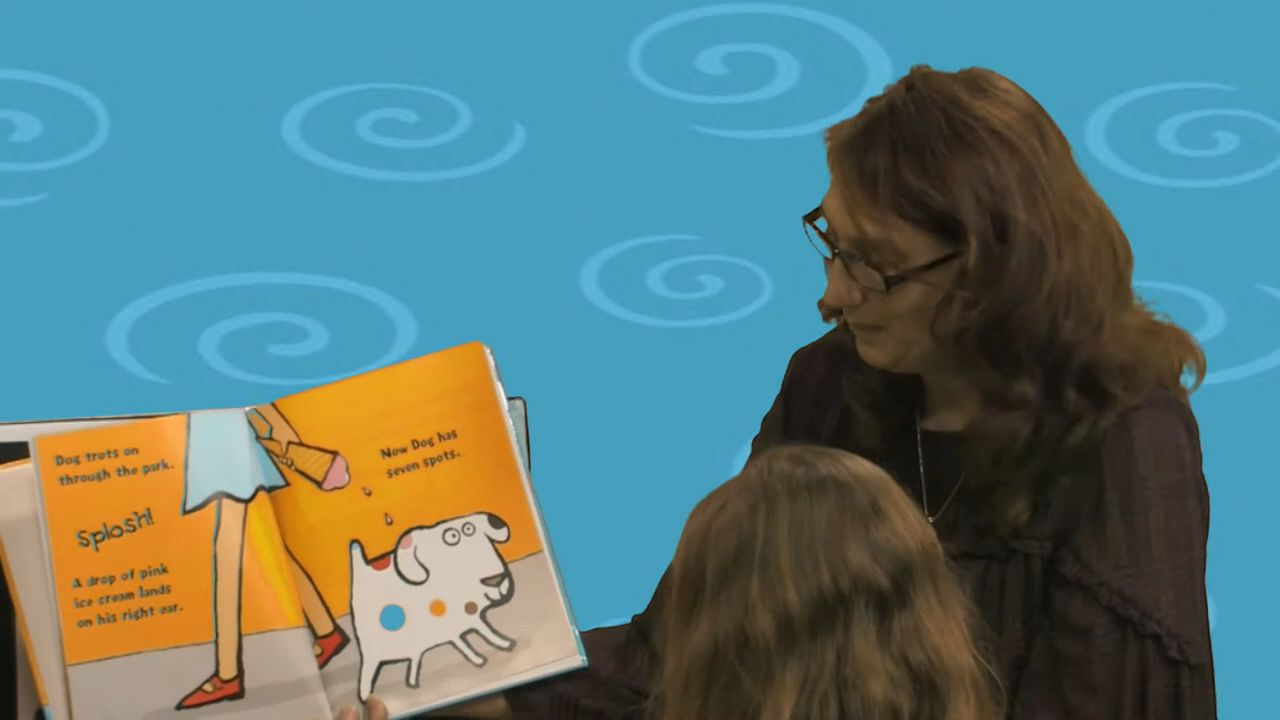 Dog trots on
through the park.
Splosh!
A drop of pink
ice cream lands
on his right ear.
Now Dog has
seven spots.